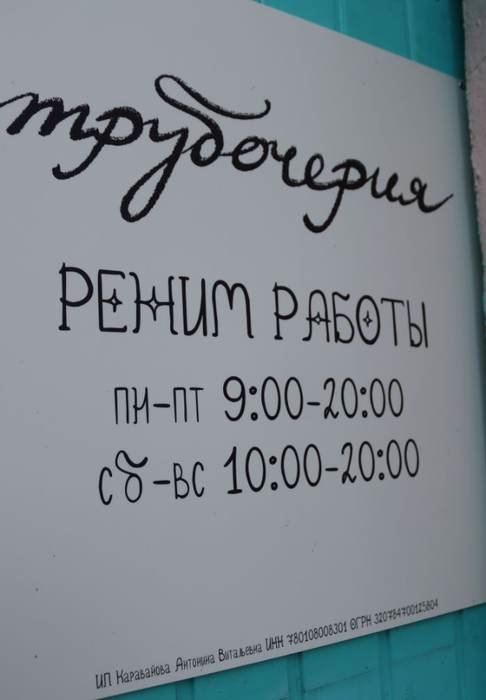 трубочерия
РЕЖИМ РАБОТЫ
ПН-ПТ 9:00-20:00
сб-вс 10:00-20:00
ИП Каравайова Антонина Витальевна ИНН 780108008301 ОГРН 320784700125804